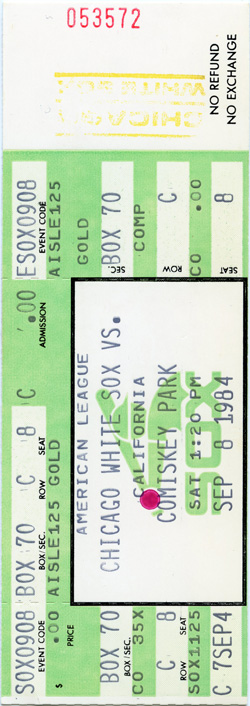 053572
CHICAGO
WHITE SOX
NO REFUND
NO EXCHANGE
ESOX0908
EVENT CODE
AISLE125
GOLD
BOX 70
SEC.
COMP
C
ROW
CO .00
8
SEAT
.00
ADMISSION
AMERICAN LEAGUE
CHICAGO WHITE SOX VS.
CALIFORNIA
COMISKEY PARK
SAT 1:20 PM
SEP 8 1984
SOX
SOX0908 BOX 70 C 8
EVENT CODE BOX/SEC. ROW SEAT
AISLE125 GOLD
$ .00
PRICE
BOX 70
BOX/SEC.
CO 35X
C 8
ROW SEAT
SOX1125
C 7SEP4